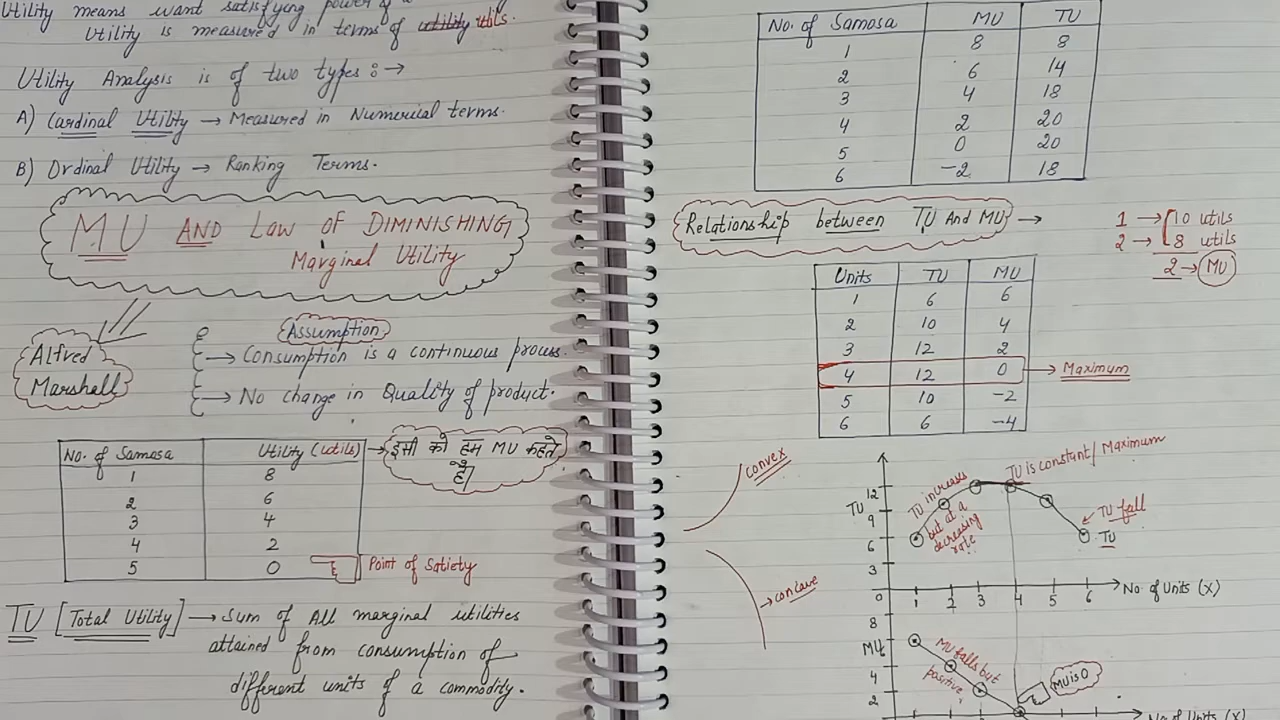 Utility means want satisfying power of a
Utility is measured in terms of utility utils.
Utility Analysis is of two types :→
A) Cardinal Utility → Measured in Numerical terms.
B) Ordinal Utility → Ranking Terms.
MU AND Law of DIMINISHING
Marginal Utility
Alfred
Marshell
Assumption
→ Consumption is a continuous process.
→ No change in Quality of product.
No. of Samosa Utility (utils)
1 8
2 6
3 4
4 2
5 0
→ इसी को हम MU कहते
है।
Point of Satiety
TU [Total Utility] → Sum of All marginal utilities
attained from consumption of
different units of a commodity.
No. of Samosa MU TU
1 8 8
2 6 14
3 4 18
4 2 20
5 0 20
6 -2 18
Relationship between TU And MU →
1 → 10 utils
2 → 8 utils
2 → MU
Units TU MU
1 6 6
2 10 4
3 12 2
4 12 0 → Maximum
5 10 -2
6 6 -4
convex
→ concave
TU is constant/Maximum
TU increases
but at a
decreasing
rate
TU fall
TU
TU 12
9
6
3
0
1 2 3 4 5 6
No. of Units (X)
8
MU 6
4
2
MU falls but
positive
MU is 0
No. of Units (X)